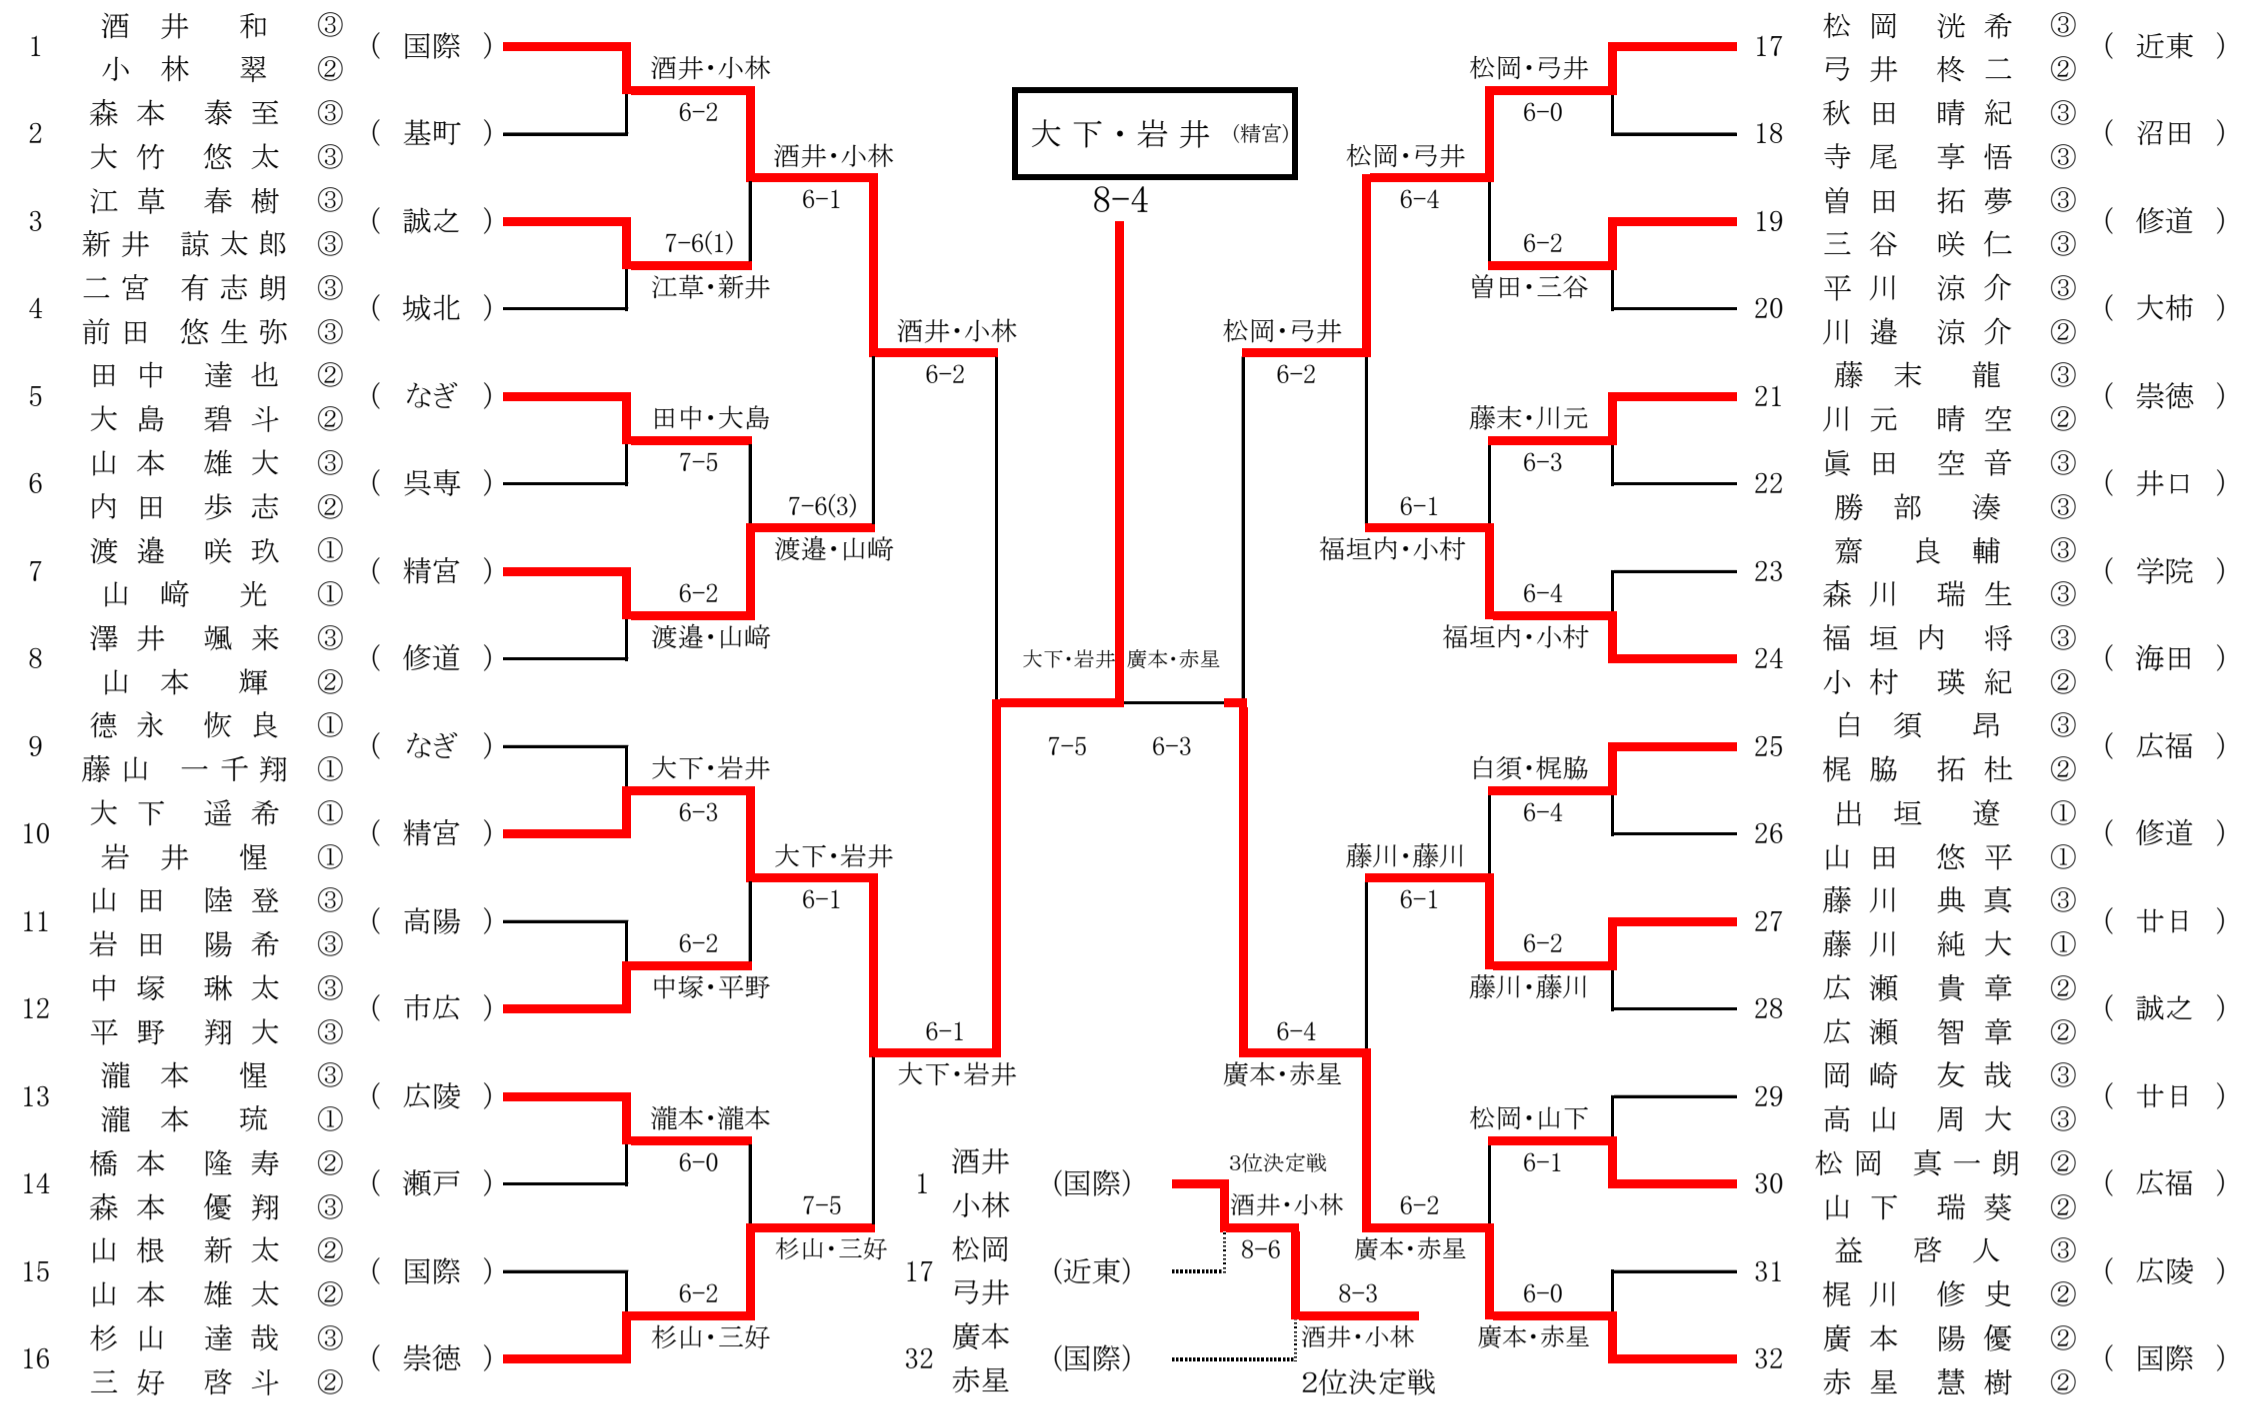 1 酒井 和 ③ 小林 翠 ② ( 国際 )
2 森本 泰至 ③ 大竹 悠太 ③ ( 基町 )
3 江草 春樹 ③ 新井 諒太郎 ③ ( 誠之 )
4 二宮 有志朗 ③ 前田 悠生弥 ③ ( 城北 )
5 田中 達也 ② 大島 碧斗 ② ( なぎ )
6 山本 雄大 ③ 内田 歩志 ② ( 呉専 )
7 渡邉 咲玖 ① 山﨑 光 ① ( 精宮 )
8 澤井 颯来 ③ 山本 輝 ② ( 修道 )
9 德永 恢良 ① 藤山 一千翔 ① ( なぎ )
10 大下 遥希 ① 岩井 惺 ① ( 精宮 )
11 山田 陸登 ③ 岩田 陽希 ③ ( 高陽 )
12 中塚 琳太 ③ 平野 翔大 ③ ( 市広 )
13 瀧本 惺 ③ 瀧本 琉 ① ( 広陵 )
14 橋本 隆寿 ② 森本 優翔 ③ ( 瀬戸 )
15 山根 新太 ② 山本 雄太 ② ( 国際 )
16 杉山 達哉 ③ 三好 啓斗 ② ( 崇徳 )
酒井・小林
6-2
7-6(1)
江草・新井
田中・大島
7-5
6-2
渡邉・山﨑
大下・岩井
6-3
6-2
中塚・平野
瀧本・瀧本
6-0
6-2
杉山・三好
酒井・小林
6-1
7-6(3)
渡邉・山﨑
大下・岩井
6-1
7-5
杉山・三好
酒井・小林
6-2
6-1
大下・岩井
大下・岩井 (精宮)
8-4
大下・岩井 廣本・赤星
7-5 6-3
松岡・弓井
6-2
6-4
廣本・赤星
松岡・弓井
6-4
6-1
福垣内・小村
藤川・藤川
6-1
6-2
廣本・赤星
松岡・弓井
6-0
6-2
曽田・三谷
藤末・川元
6-3
6-4
福垣内・小村
白須・梶脇
6-4
6-2
藤川・藤川
松岡・山下
6-1
6-0
廣本・赤星
17 松岡 洸希 ③ 弓井 柊二 ② ( 近東 )
18 秋田 晴紀 ③ 寺尾 享悟 ③ ( 沼田 )
19 曽田 拓夢 ③ 三谷 咲仁 ③ ( 修道 )
20 平川 涼介 ③ 川邉 涼介 ② ( 大柿 )
21 藤末 龍 ③ 川元 晴空 ② ( 崇徳 )
22 眞田 空音 ③ 勝部 湊 ③ ( 井口 )
23 齋 良輔 ③ 森川 瑞生 ③ ( 学院 )
24 福垣内 将 ③ 小村 瑛紀 ② ( 海田 )
25 白須 昂 ③ 梶脇 拓杜 ② ( 広福 )
26 出垣 遼 ① 山田 悠平 ① ( 修道 )
27 藤川 典真 ③ 藤川 純大 ① ( 廿日 )
28 広瀬 貴章 ② 広瀬 智章 ② ( 誠之 )
29 岡崎 友哉 ③ 高山 周大 ③ ( 廿日 )
30 松岡 真一朗 ② 山下 瑞葵 ② ( 広福 )
31 益 啓人 ③ 梶川 修史 ② ( 広陵 )
32 廣本 陽優 ② 赤星 慧樹 ② ( 国際 )
1 酒井 小林 (国際)
17 松岡 弓井 (近東)
32 廣本 赤星 (国際)
3位決定戦
酒井・小林
8-6
8-3
酒井・小林
2位決定戦